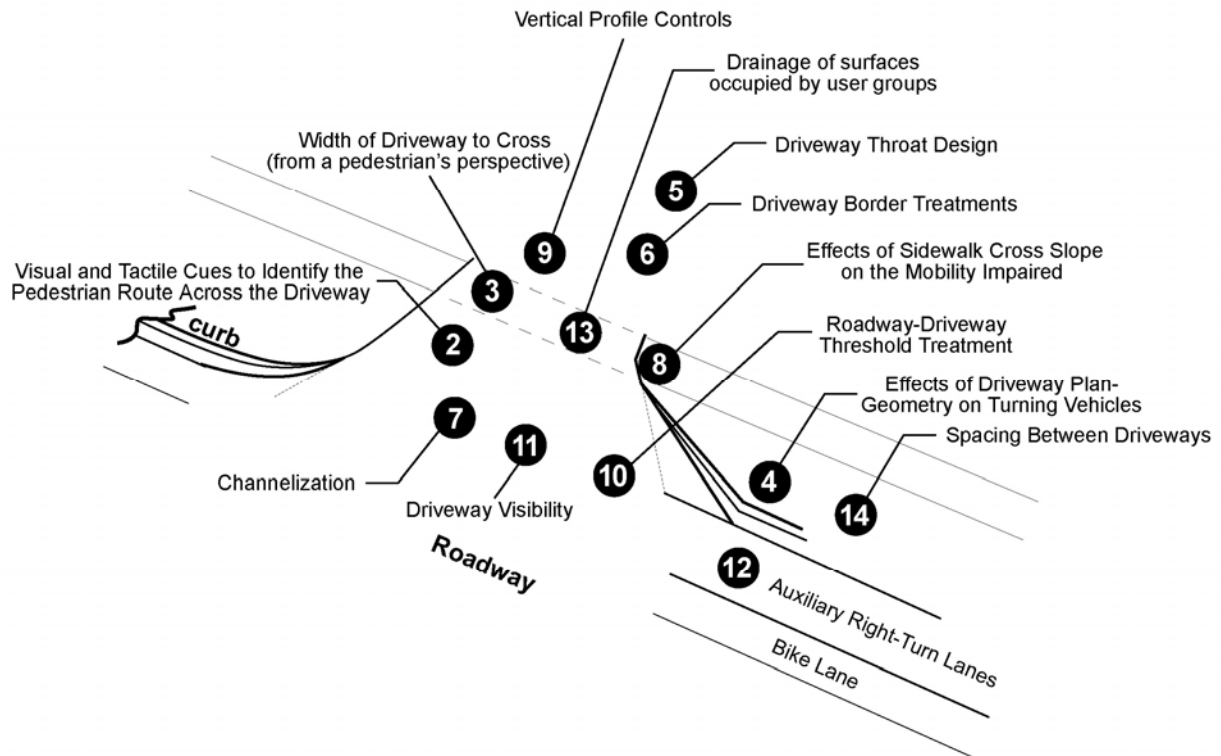 Vertical Profile Controls
Drainage of surfaces
occupied by user groups
Width of Driveway to Cross
(from a pedestrian's perspective)
Driveway Throat Design
5
Driveway Border Treatments
6
9
Effects of Sidewalk Cross Slope
on the Mobility Impaired
Visual and Tactile Cues to Identify the
Pedestrian Route Across the Driveway
3
curb
13
2
Roadway-Driveway
Threshold Treatment
8
Effects of Driveway Plan-
Geometry on Turning Vehicles
7
Spacing Between Driveways
11
10
4
Channelization
Driveway Visibility
14
Roadway
12
Auxiliary Right-Turn Lanes
Bike Lane